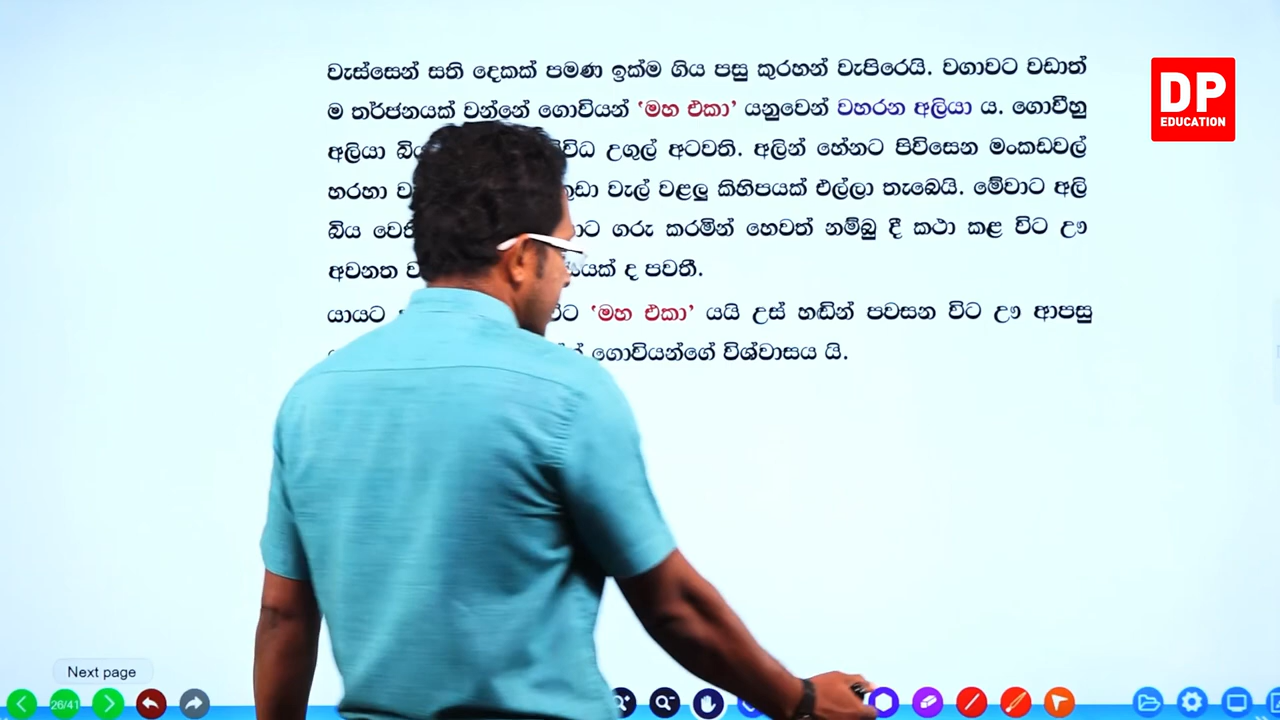 වැස්සෙන් සති දෙකක් පමණ ඉක්ම ගිය පසු කුරහන් වැපිරෙයි. වගාවට වඩාත්
ම තර්ජනයක් වන්නේ ගොවියන් ‘මහ එකා’ යනුවෙන් වහරන අලියා ය. ගොවීහු
අලියා උගුල් අටවති. අලින් හේනට පිවිසෙන මංකඩවල්
හරහා වැල් වළලු කිහිපයක් එල්ලා තැබෙයි. මේවාට අලි
බිය ගරු කරමින් හෙවත් නම්බු දී කථා කළ විට ඌ
අවනත ද පවතී.
යායට ‘මහ එකා’ යයි උස් හඬින් පවසන විට ඌ ආපසු
ගොවියන්ගේ විශ්වාසය යි.
DP
EDUCATION
Next page
26/41